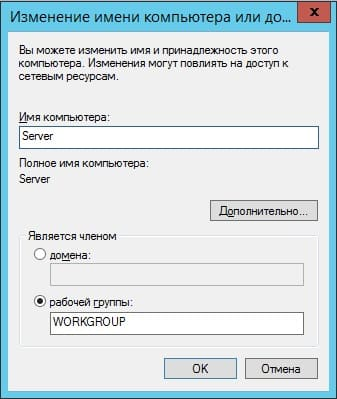 Изменение имени компьютера или до...
x
Вы можете изменить имя и принадлежность этого
компьютера. Изменения могут повлиять на доступ к
сетевым ресурсам.
Имя компьютера:
Server
Полное имя компьютера:
Server
Дополнительно...
Является членом
домена:
рабочей группы:
WORKGROUP
OK
Отмена